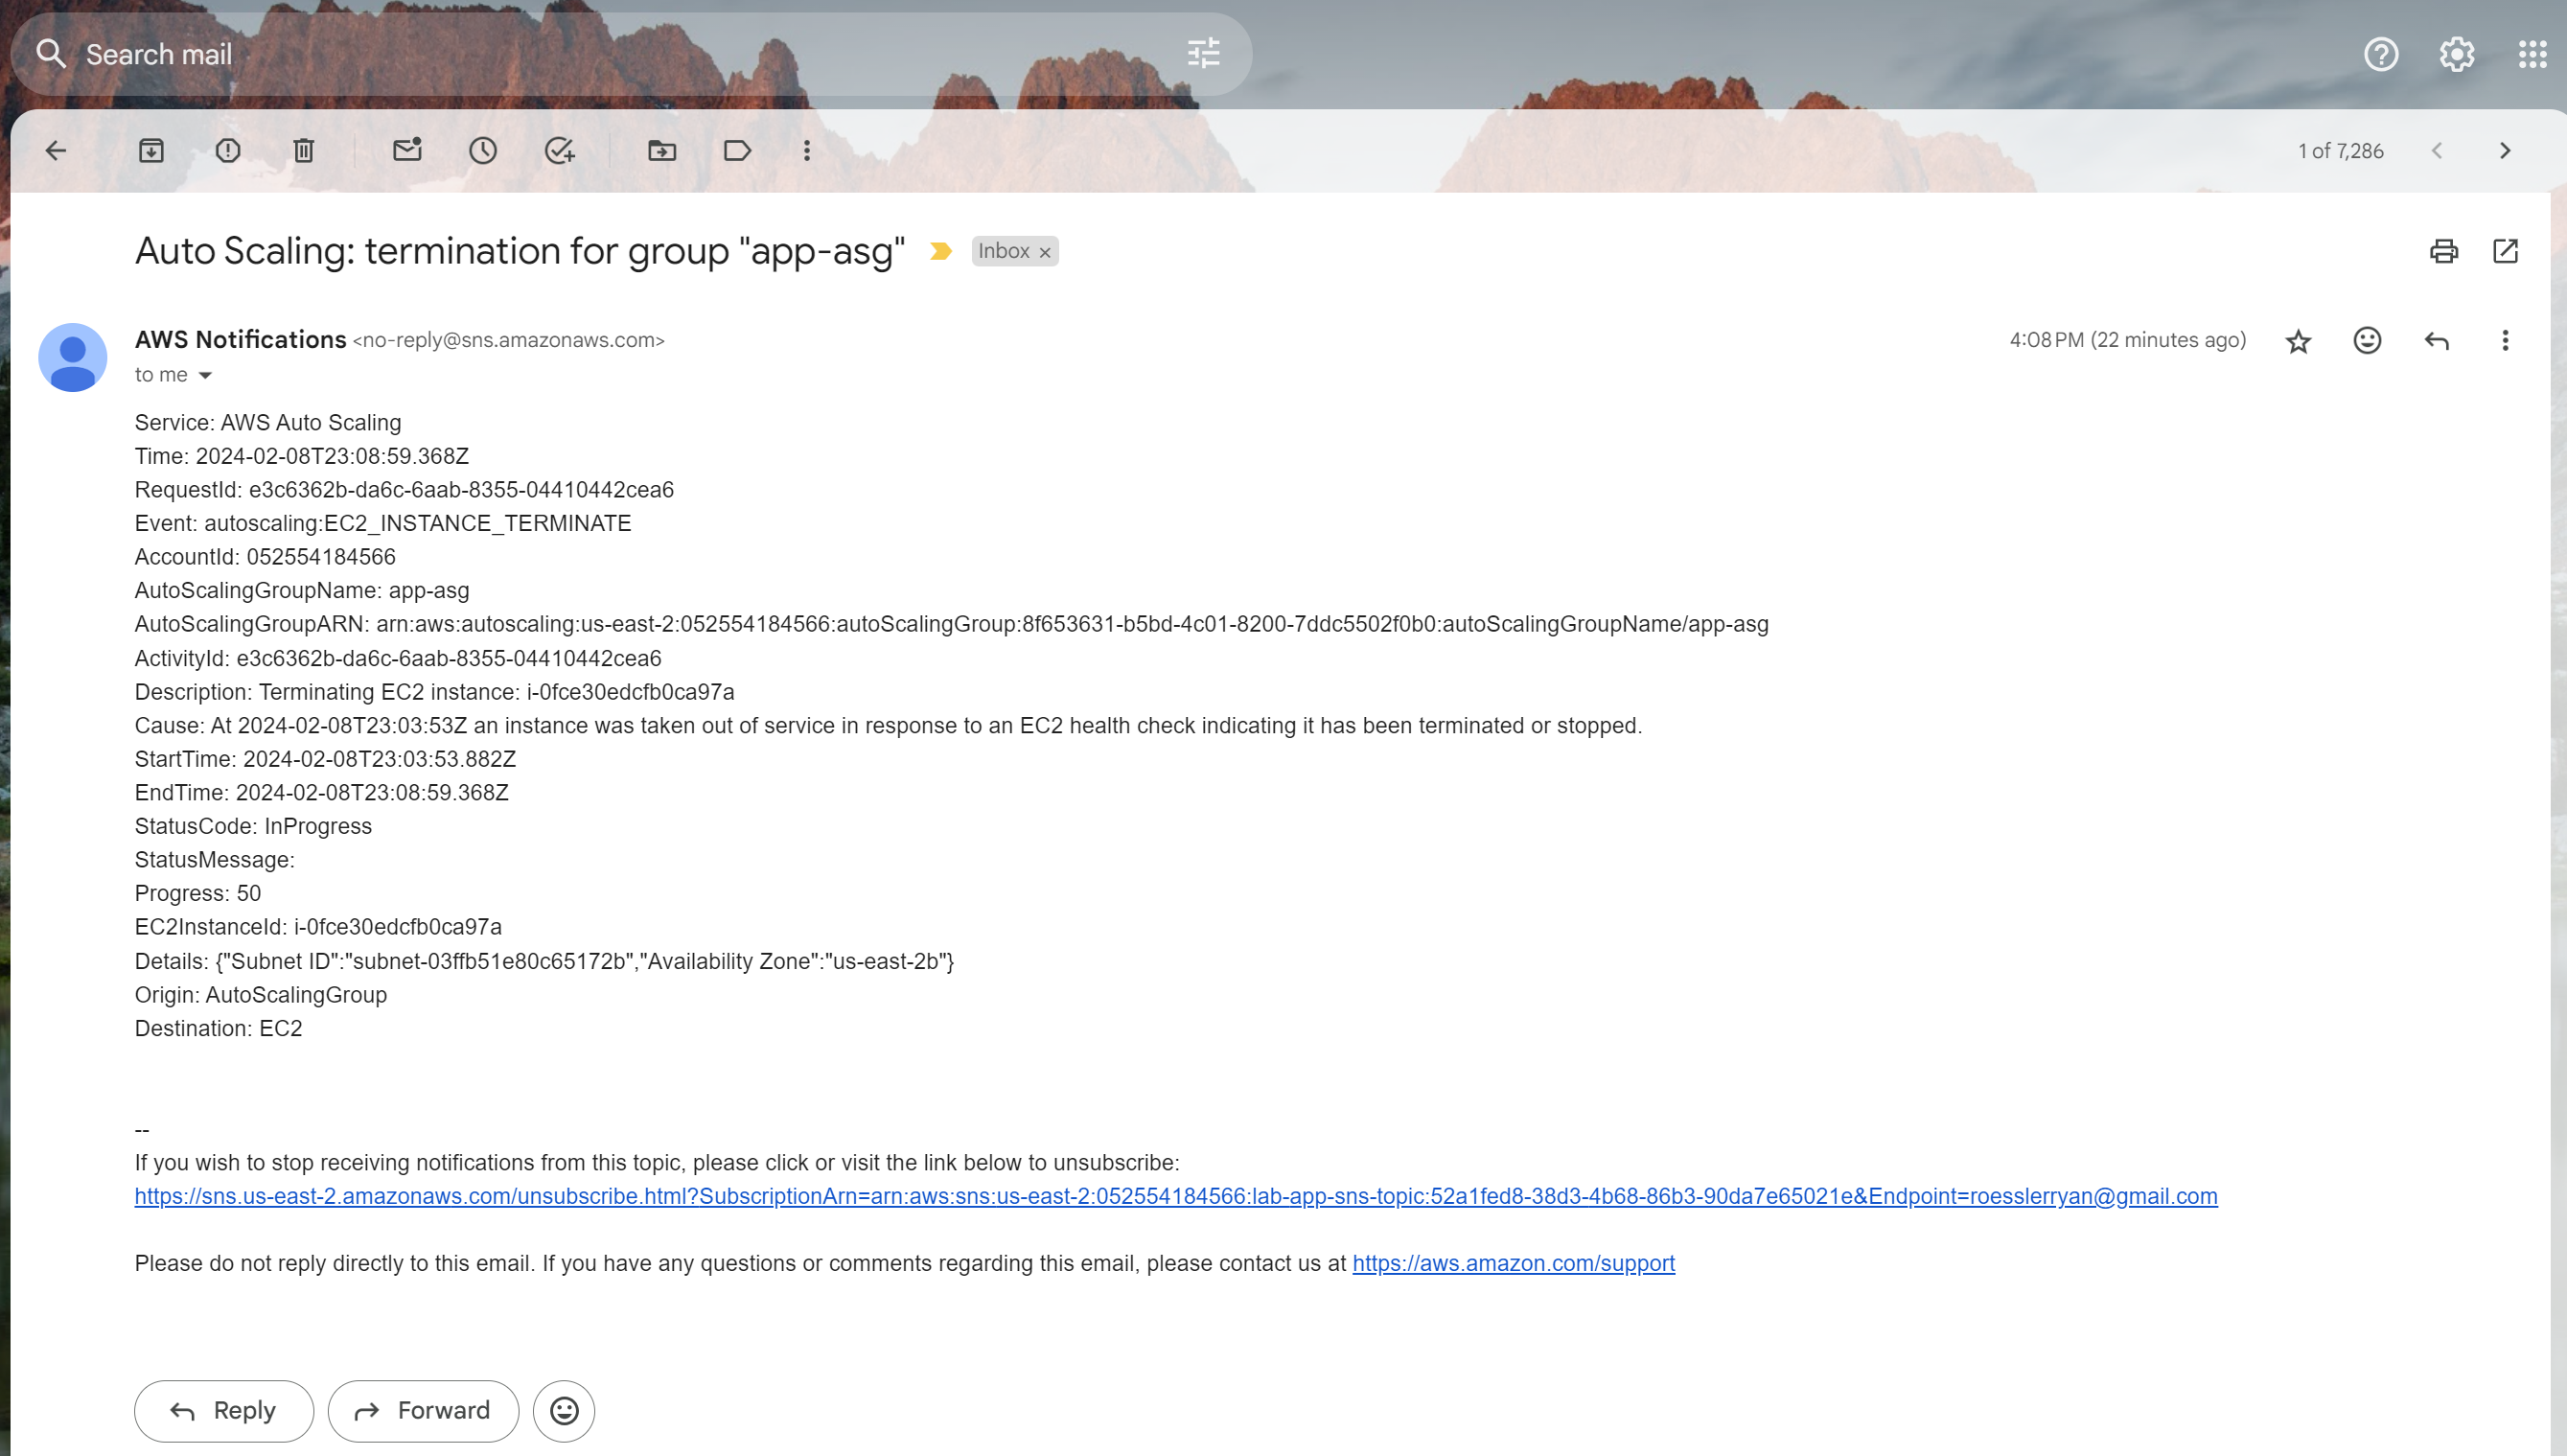 Search mail
1 of 7,286
Auto Scaling: termination for group "app-asg" Inbox ×
AWS Notifications <no-reply@sns.amazonaws.com> 4:08 PM (22 minutes ago)
to me
Service: AWS Auto Scaling
Time: 2024-02-08T23:08:59.368Z
RequestId: e3c6362b-da6c-6aab-8355-04410442cea6
Event: autoscaling:EC2_INSTANCE_TERMINATE
AccountId: 052554184566
AutoScalingGroupName: app-asg
AutoScalingGroupARN: arn:aws:autoscaling:us-east-2:052554184566:autoScalingGroup:8f653631-b5bd-4c01-8200-7ddc5502f0b0:autoScalingGroupName/app-asg
ActivityId: e3c6362b-da6c-6aab-8355-04410442cea6
Description: Terminating EC2 instance: i-0fce30edcfb0ca97a
Cause: At 2024-02-08T23:03:53Z an instance was taken out of service in response to an EC2 health check indicating it has been terminated or stopped.
StartTime: 2024-02-08T23:03:53.882Z
EndTime: 2024-02-08T23:08:59.368Z
StatusCode: InProgress
StatusMessage:
Progress: 50
EC2InstanceId: i-0fce30edcfb0ca97a
Details: {"Subnet ID":"subnet-03ffb51e80c65172b","Availability Zone":"us-east-2b"}
Origin: AutoScalingGroup
Destination: EC2
--
If you wish to stop receiving notifications from this topic, please click or visit the link below to unsubscribe:
https://sns.us-east-2.amazonaws.com/unsubscribe.html?SubscriptionArn=arn:aws:sns:us-east-2:052554184566:lab-app-sns-topic:52a1fed8-38d3-4b68-86b3-90da7e65021e&Endpoint=roesslerryan@gmail.com
Please do not reply directly to this email. If you have any questions or comments regarding this email, please contact us at https://aws.amazon.com/support
Reply Forward